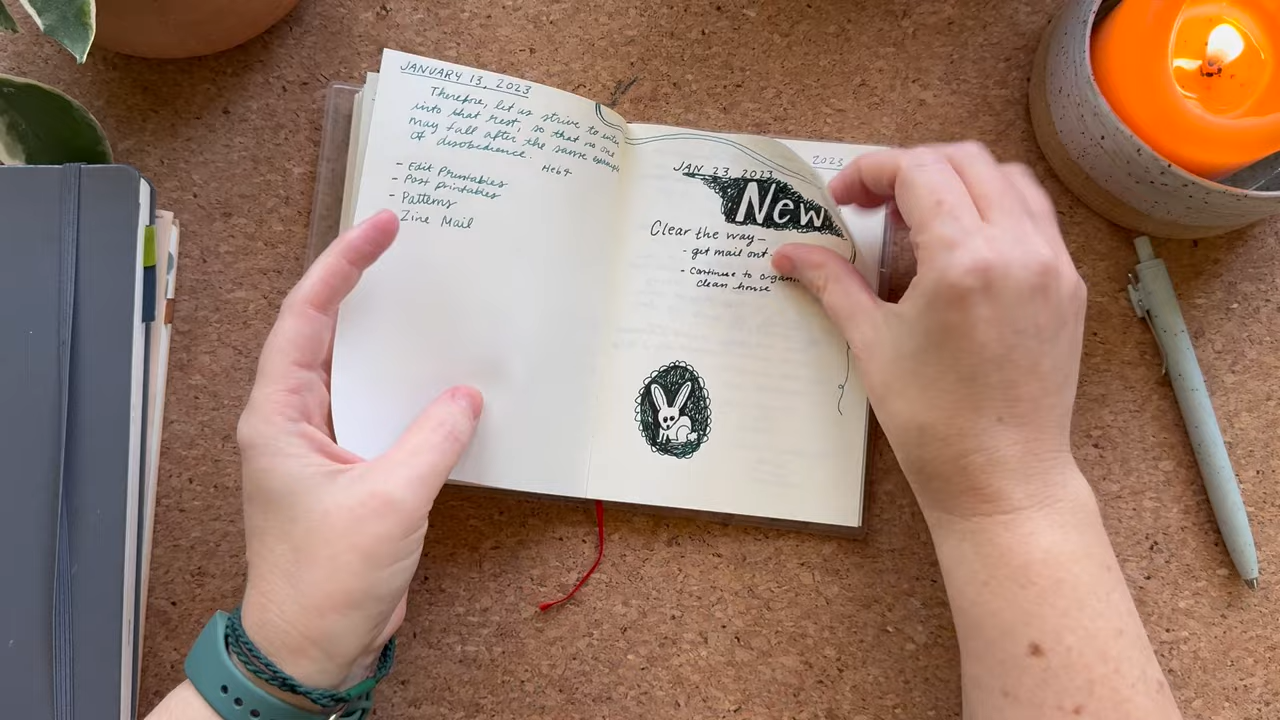 JANUARY 13, 2023
Therefore, let us strive to enter
into that rest, so that no one
may fall after the same example
of disobedience. Heb4
- Edit Printables
- Post Printables
- Patterns
- Zine Mail
JAN 23, 2023
New
Clear the way—
- get mail out
- Continue to
clean house
2023